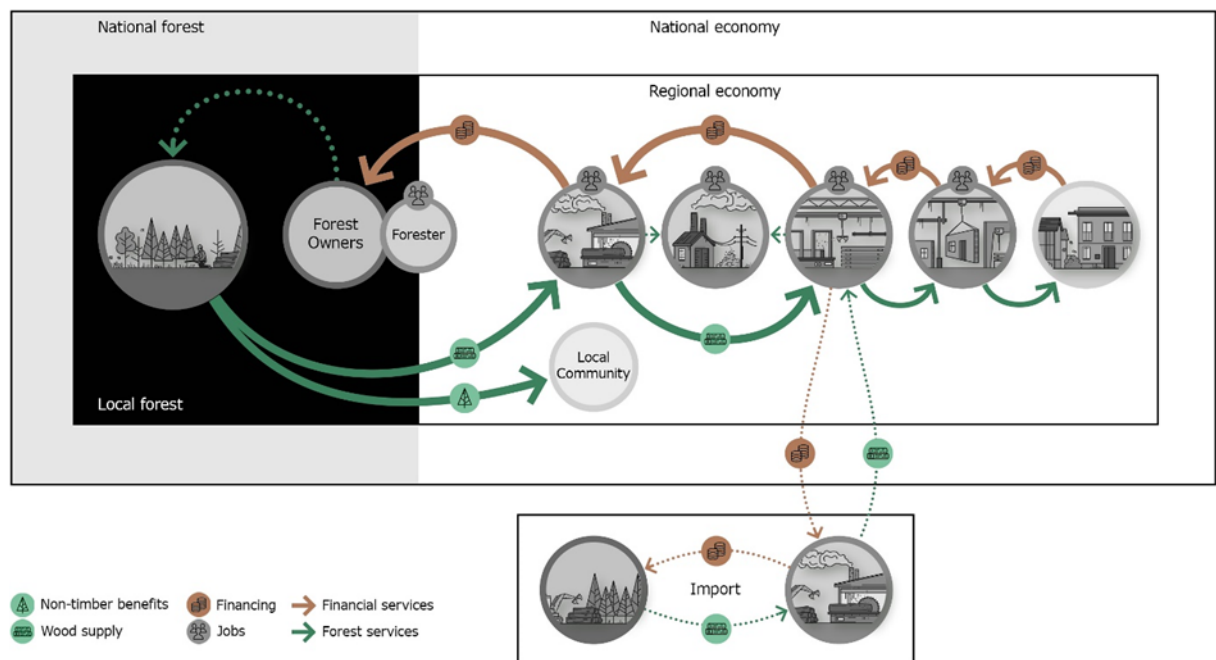 National forest
National economy
Regional economy
Forest
Owners
Forester
Local
Community
Local forest
Import
Non-timber benefits
Financing
Financial services
Wood supply
Jobs
Forest services